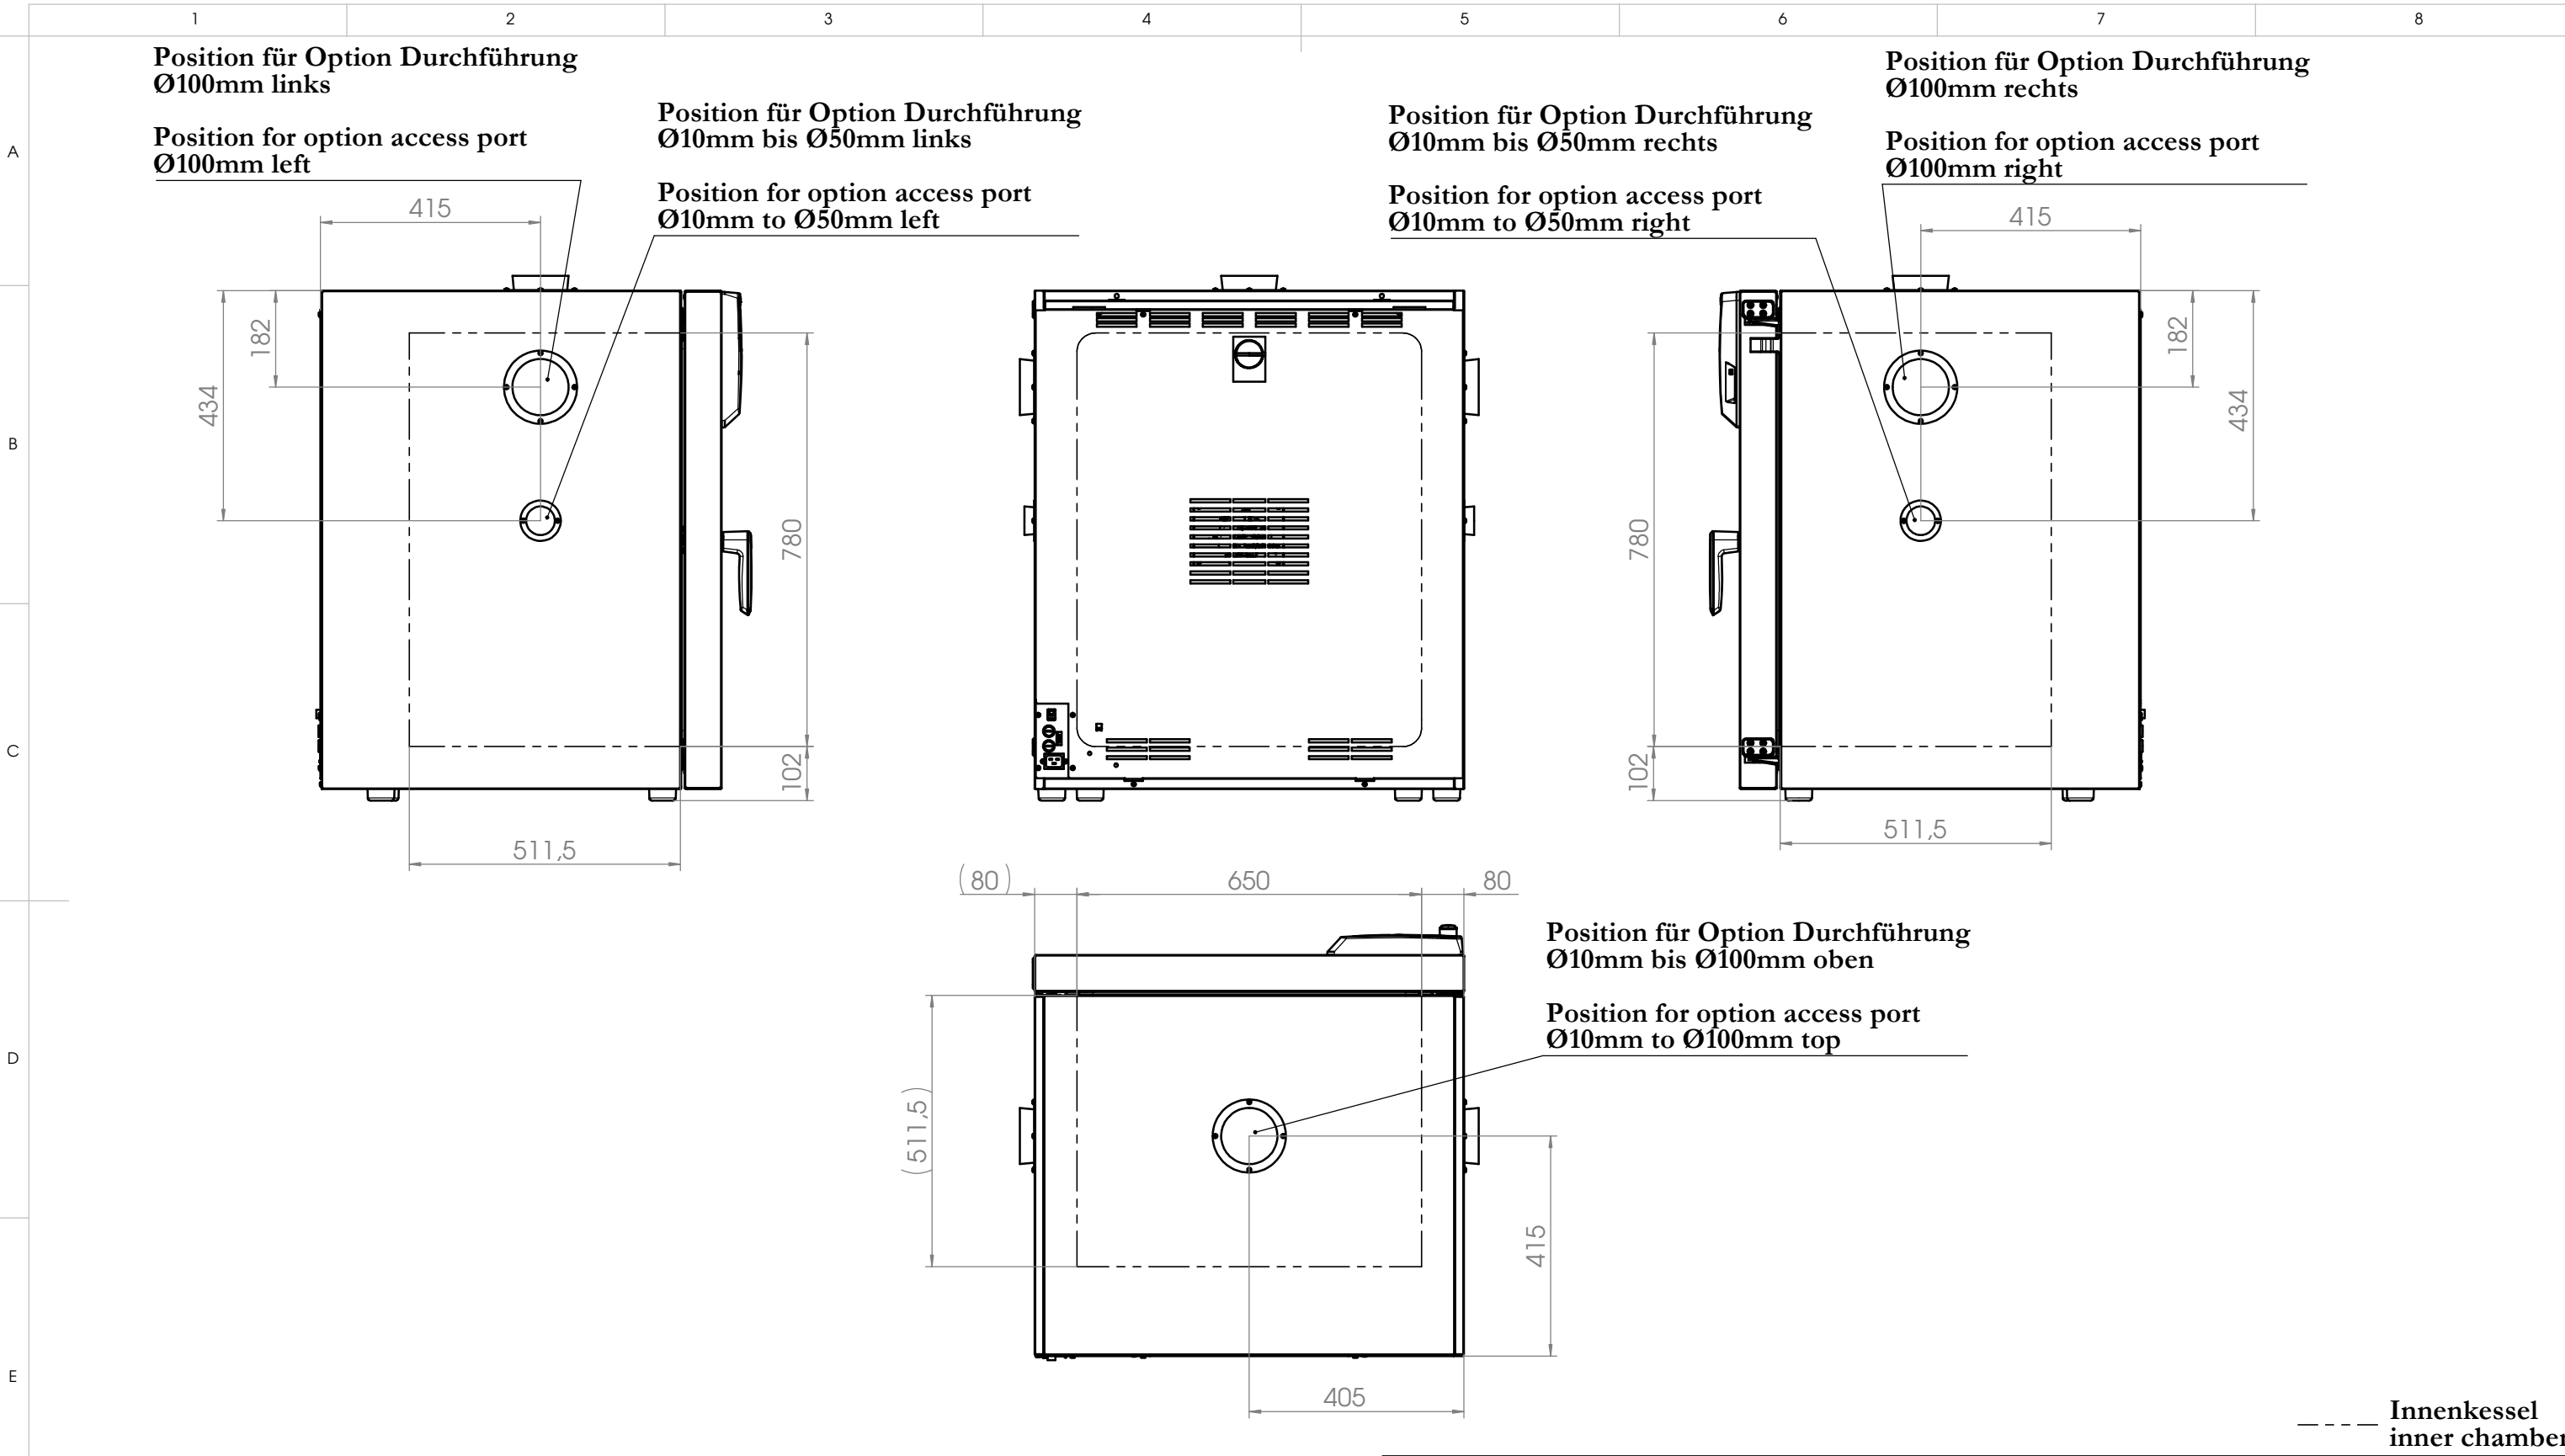 1 2 3 4 5 6 7 8
A
B
C
D
E
Position für Option Durchführung
Ø100mm links
Position for option access port
Ø100mm left
Position für Option Durchführung
Ø10mm bis Ø50mm links
Position for option access port
Ø10mm to Ø50mm left
Position für Option Durchführung
Ø10mm bis Ø50mm rechts
Position for option access port
Ø10mm to Ø50mm right
Position für Option Durchführung
Ø100mm rechts
Position for option access port
Ø100mm right
415
182
434
780
102
511,5
415
182
434
780
102
511,5
(80) 650 80
(511,5)
415
405
Position für Option Durchführung
Ø10mm bis Ø100mm oben
Position for option access port
Ø10mm to Ø100mm top
Innenkessel
inner chamber